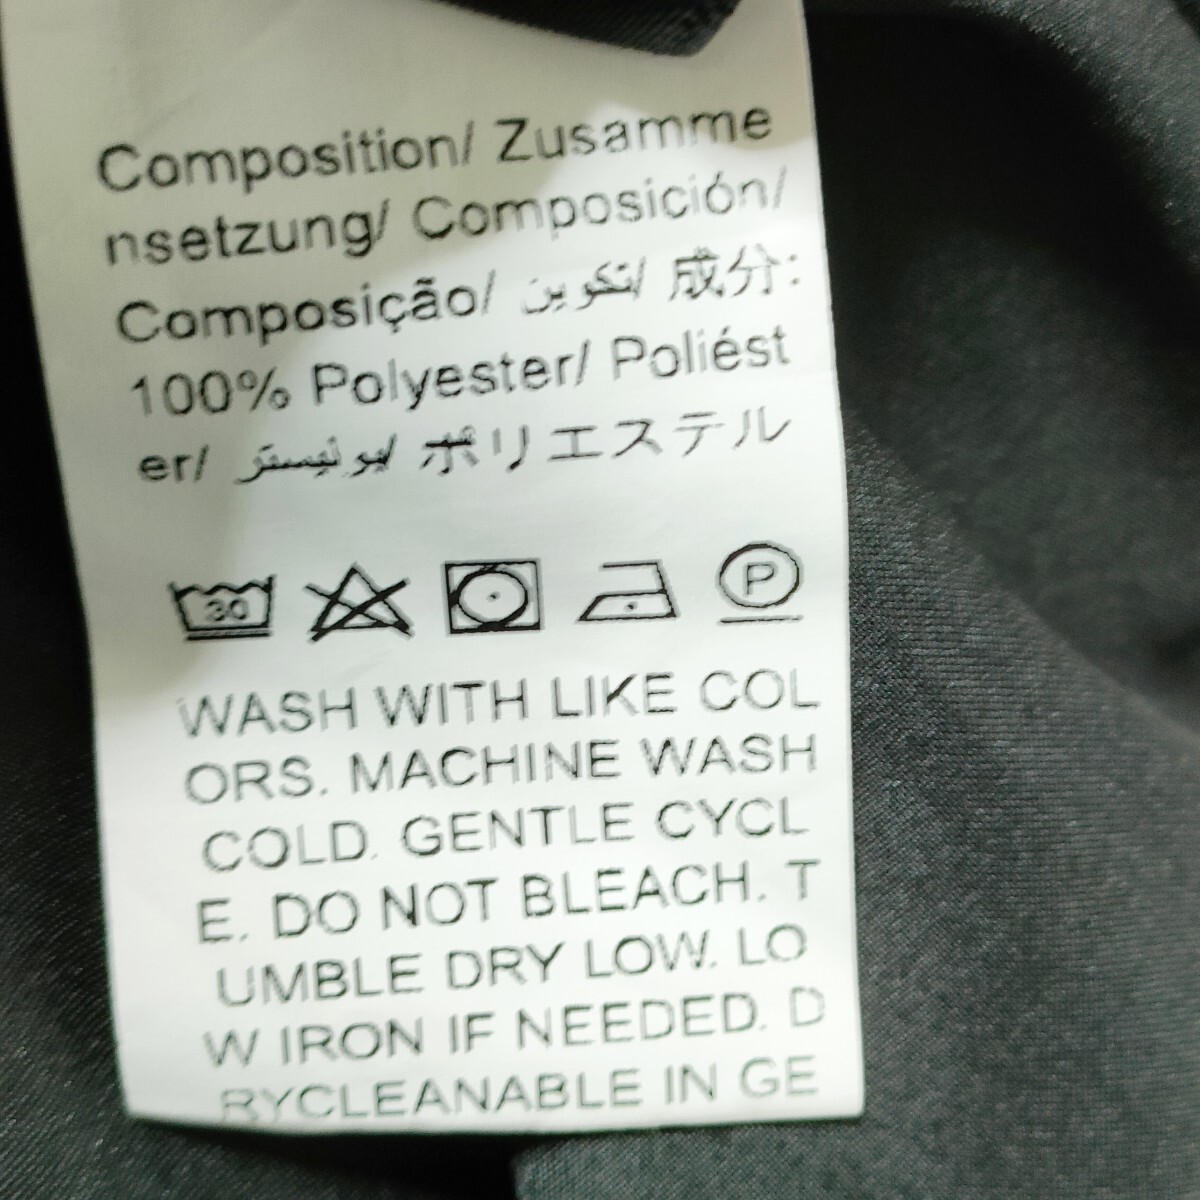 Composition/ Zusamme
nsetzung/ Composición/
Composição/ تكوين/ 成分:
100% Polyester/ Poliést
er/ بوليستر/ ポリエステル
30 P
WASH WITH LIKE COL
ORS. MACHINE WASH
COLD. GENTLE CYCL
E. DO NOT BLEACH. T
UMBLE DRY LOW. LO
W IRON IF NEEDED. D
RYCLEANABLE IN GE